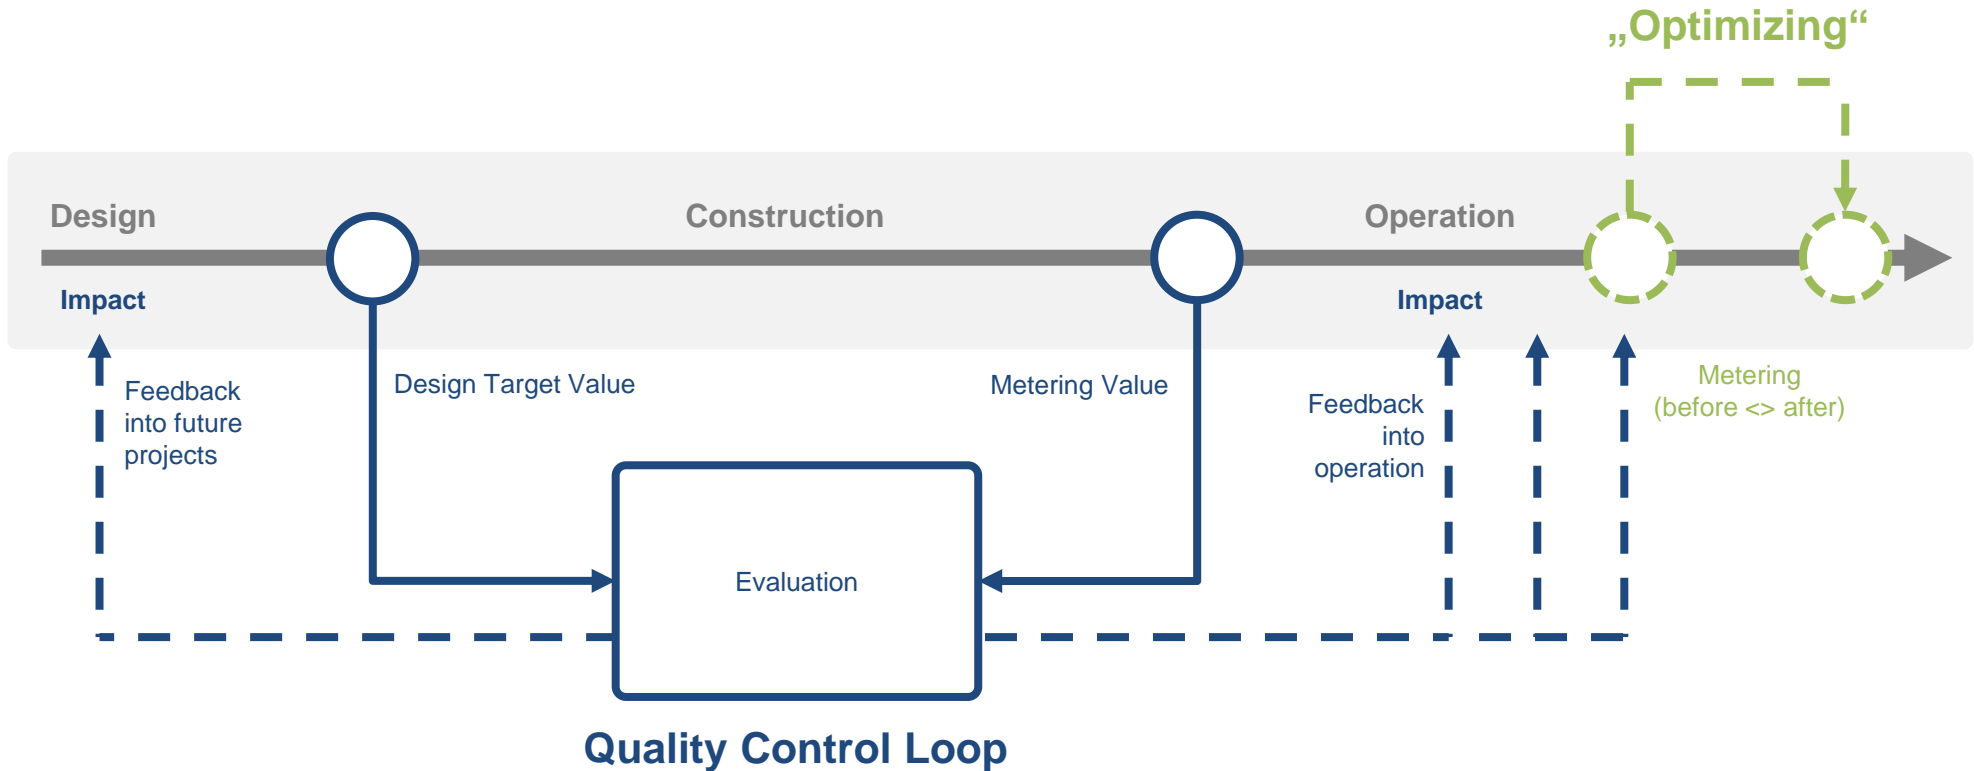 „Optimizing“
Design
Construction
Operation
Impact
Impact
Feedback
into future
projects
Design Target Value
Metering Value
Feedback
into
operation
Metering
(before <> after)
Evaluation
Quality Control Loop